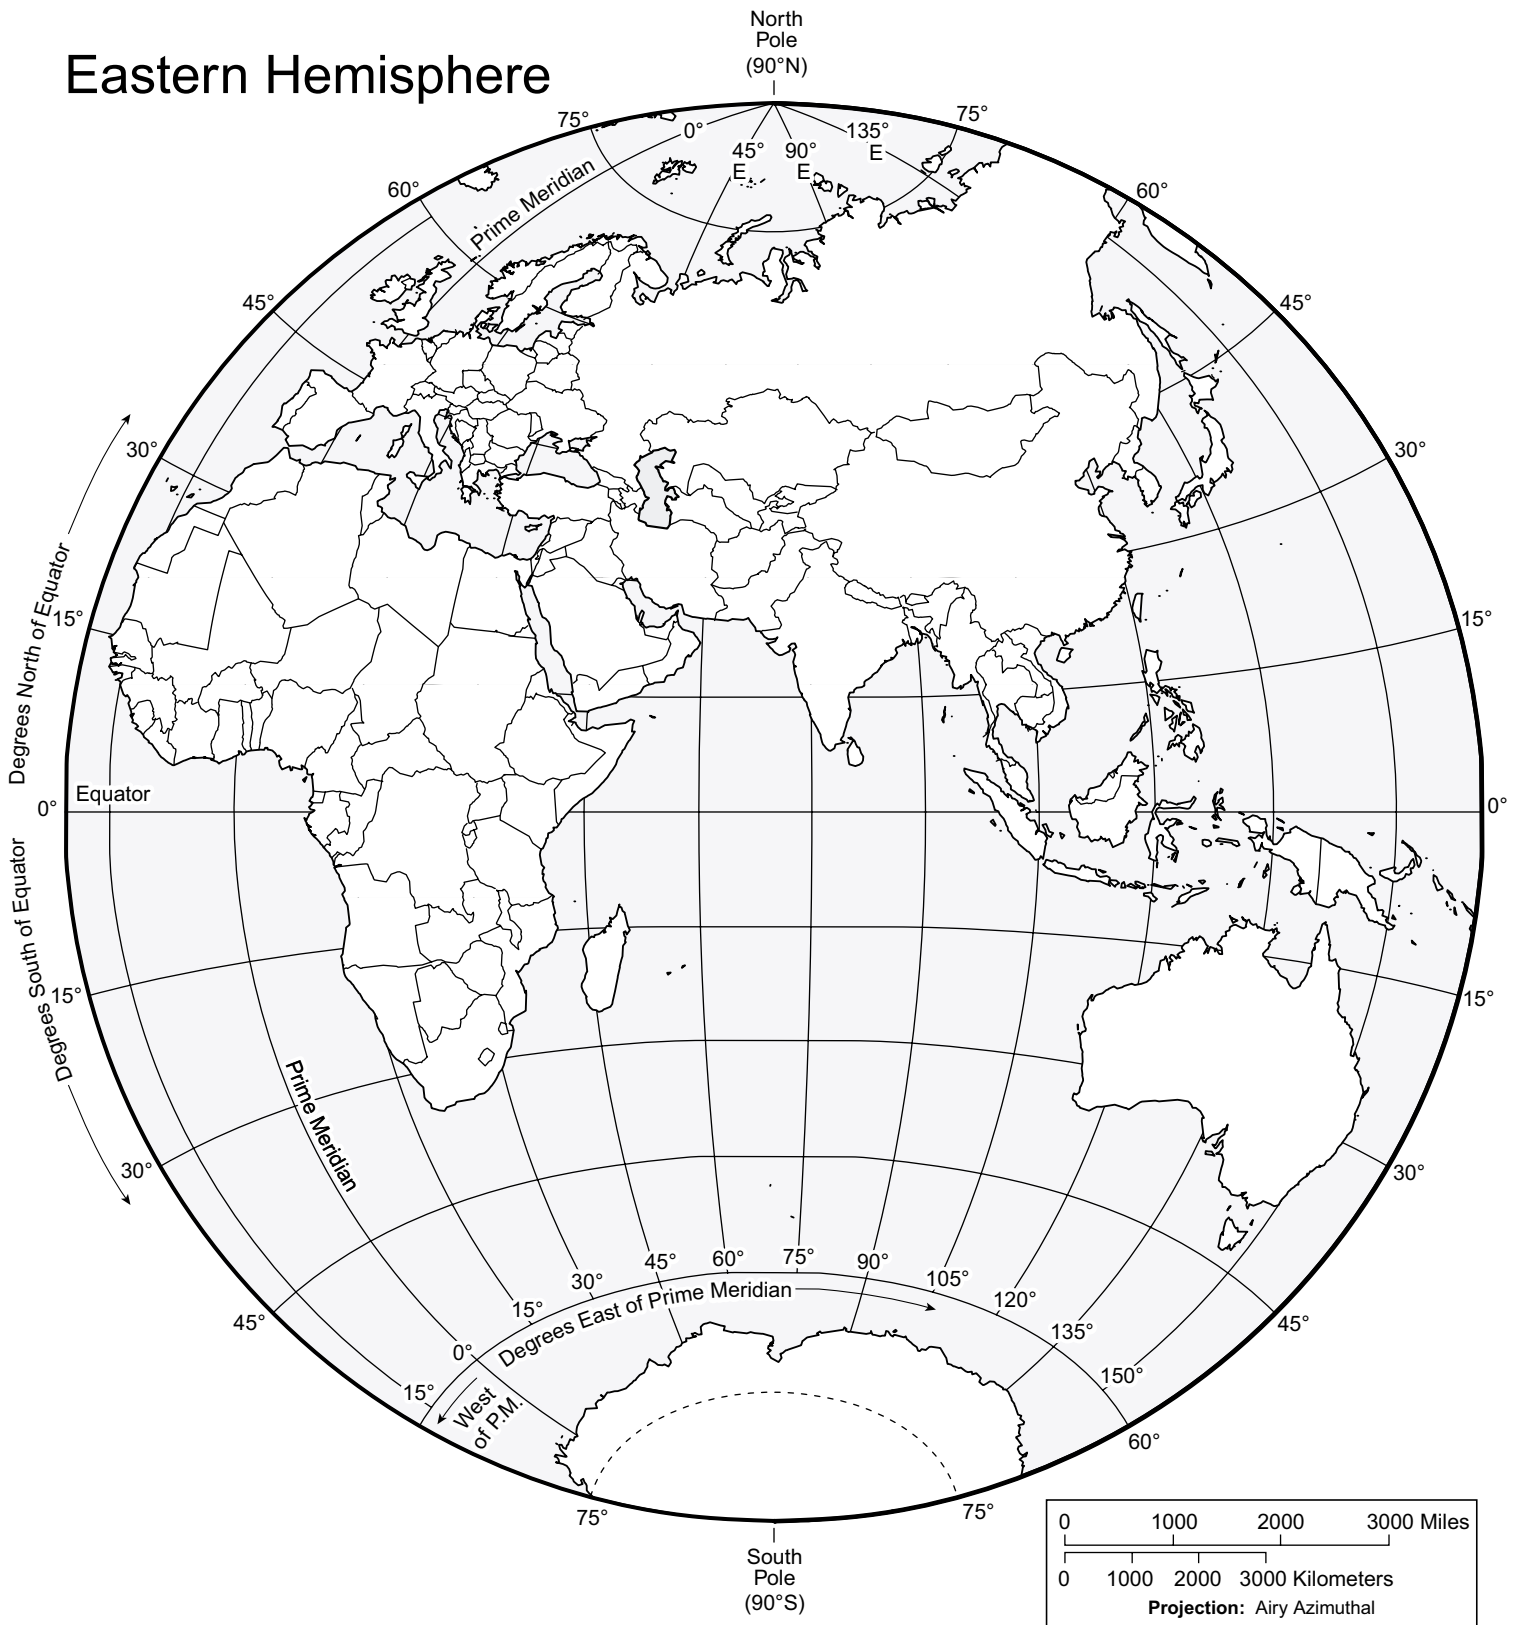 Eastern Hemisphere
North
Pole
(90°N)
75°
0°
45°
E
90°
E
135°
E
75°
60°
Prime Meridian
60°
45°
45°
30°
30°
Degrees North of Equator
15°
15°
Equator
0°
0°
Degrees South of Equator
15°
15°
Prime Meridian
30°
30°
45°
60°
75°
90°
30°
105°
15°
120°
Degrees East of Prime Meridian
45°
45°
0°
135°
15°
West
of P.M.
150°
60°
75°
75°
South
Pole
(90°S)
0 1000 2000 3000 Miles
0 1000 2000 3000 Kilometers
Projection: Airy Azimuthal